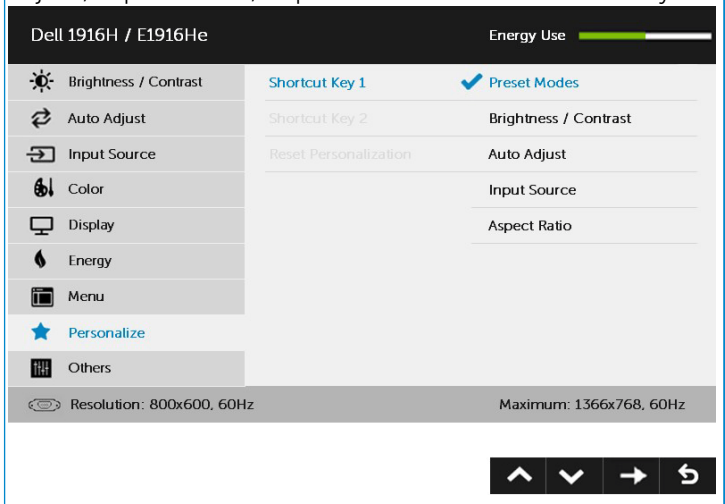 Dell 1916H / E1916He
Energy Use
Brightness / Contrast
Shortcut Key 1
Preset Modes
Auto Adjust
Shortcut Key 2
Brightness / Contrast
Input Source
Reset Personalization
Auto Adjust
Color
Input Source
Display
Aspect Ratio
Energy
Menu
Personalize
Others
Resolution: 800x600, 60Hz
Maximum: 1366x768, 60Hz